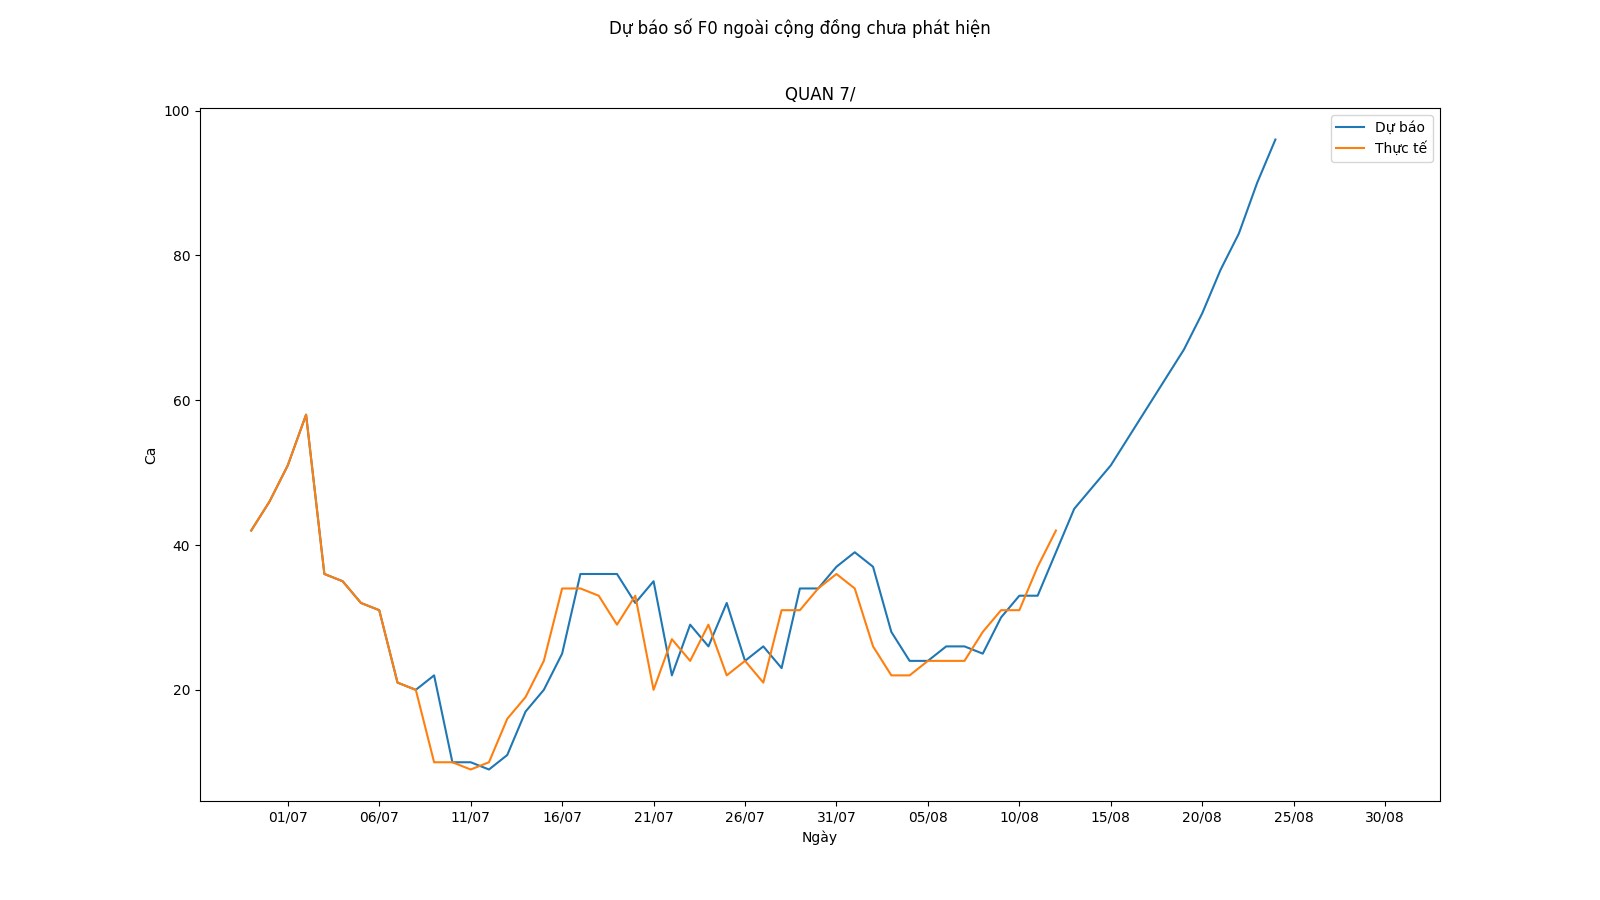 Dự báo số F0 ngoài cộng đồng chưa phát hiện
QUAN 7/
100
80
60
40
20
Ca
Dự báo
Thực tế
01/07 06/07 11/07 16/07 21/07 26/07 31/07 05/08 10/08 15/08 20/08 25/08 30/08
Ngày